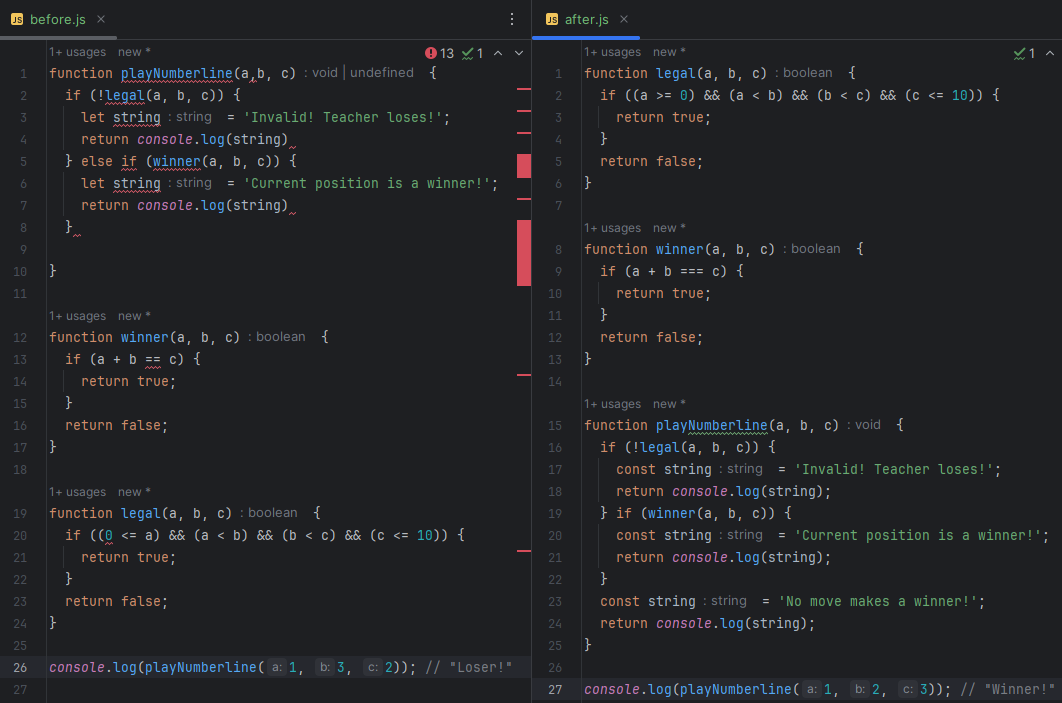 JS before.js ×
1+ usages   new *
13   1
1 function playNumberline(a,b, c) : void | undefined  {
2   if (!legal(a, b, c)) {
3     let string : string  = 'Invalid! Teacher loses!';
4     return console.log(string)
5   } else if (winner(a, b, c)) {
6     let string : string  = 'Current position is a winner!';
7     return console.log(string)
8   }
9
10 }
11
1+ usages   new *
12 function winner(a, b, c) : boolean  {
13   if (a + b == c) {
14     return true;
15   }
16   return false;
17 }
18
1+ usages   new *
19 function legal(a, b, c) : boolean  {
20   if ((0 <= a) && (a < b) && (b < c) && (c <= 10)) {
21     return true;
22   }
23   return false;
24 }
25
26 console.log(playNumberline( a: 1,  b: 3,  c: 2)); // "Loser!"
27
JS after.js ×
1+ usages   new *
1
1 function legal(a, b, c) : boolean  {
2   if ((a >= 0) && (a < b) && (b < c) && (c <= 10)) {
3     return true;
4   }
5   return false;
6 }
7
1+ usages   new *
8 function winner(a, b, c) : boolean  {
9   if (a + b === c) {
10     return true;
11   }
12   return false;
13 }
14
1+ usages   new *
15 function playNumberline(a, b, c) : void  {
16   if (!legal(a, b, c)) {
17     const string : string  = 'Invalid! Teacher loses!';
18     return console.log(string);
19   } if (winner(a, b, c)) {
20     const string : string  = 'Current position is a winner!';
21     return console.log(string);
22   }
23   const string : string  = 'No move makes a winner!';
24   return console.log(string);
25 }
26
27 console.log(playNumberline( a: 1,  b: 2,  c: 3)); // "Winner!"